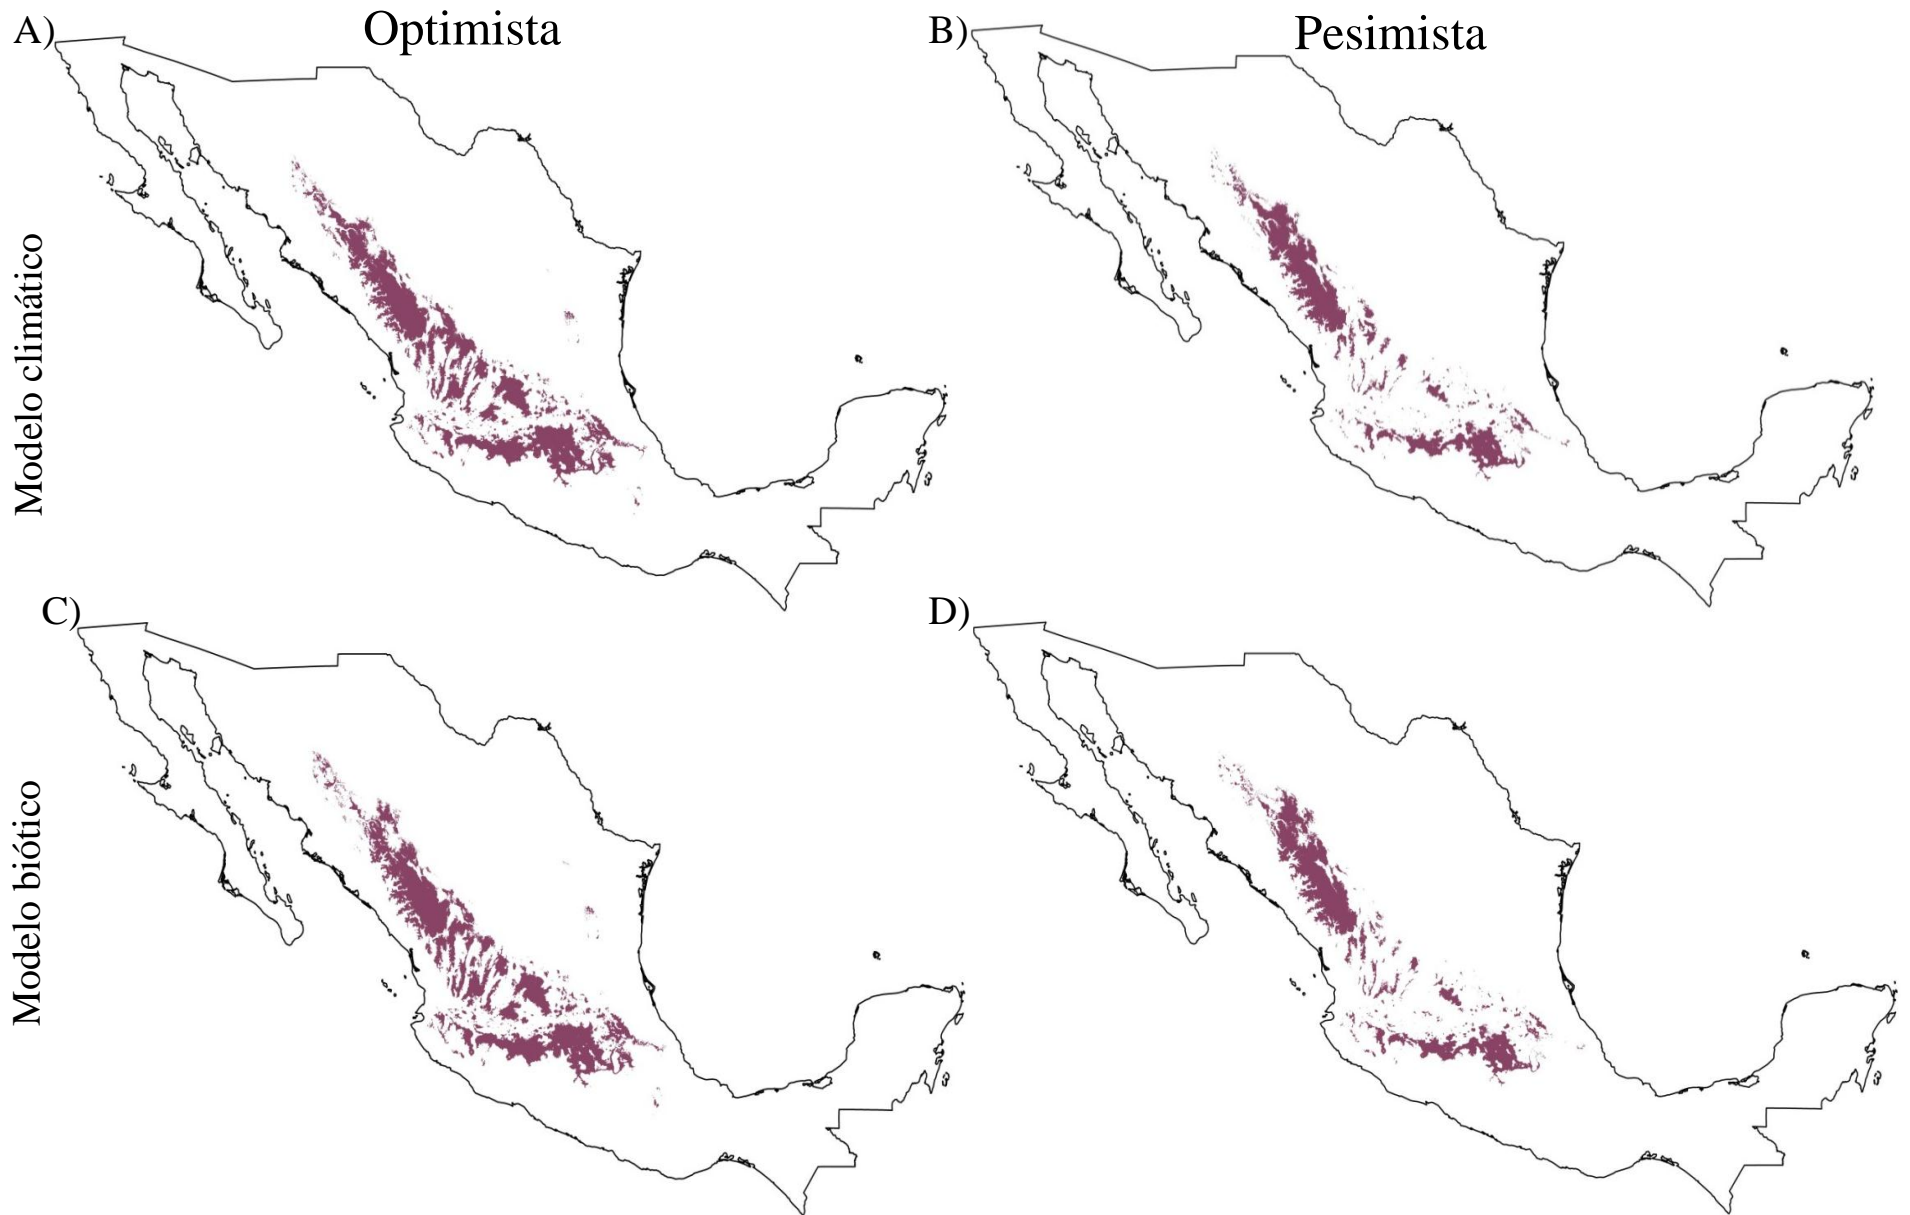 A)
Optimista
B)
Pesimista
Modelo climático
C)
D)
Modelo biótico